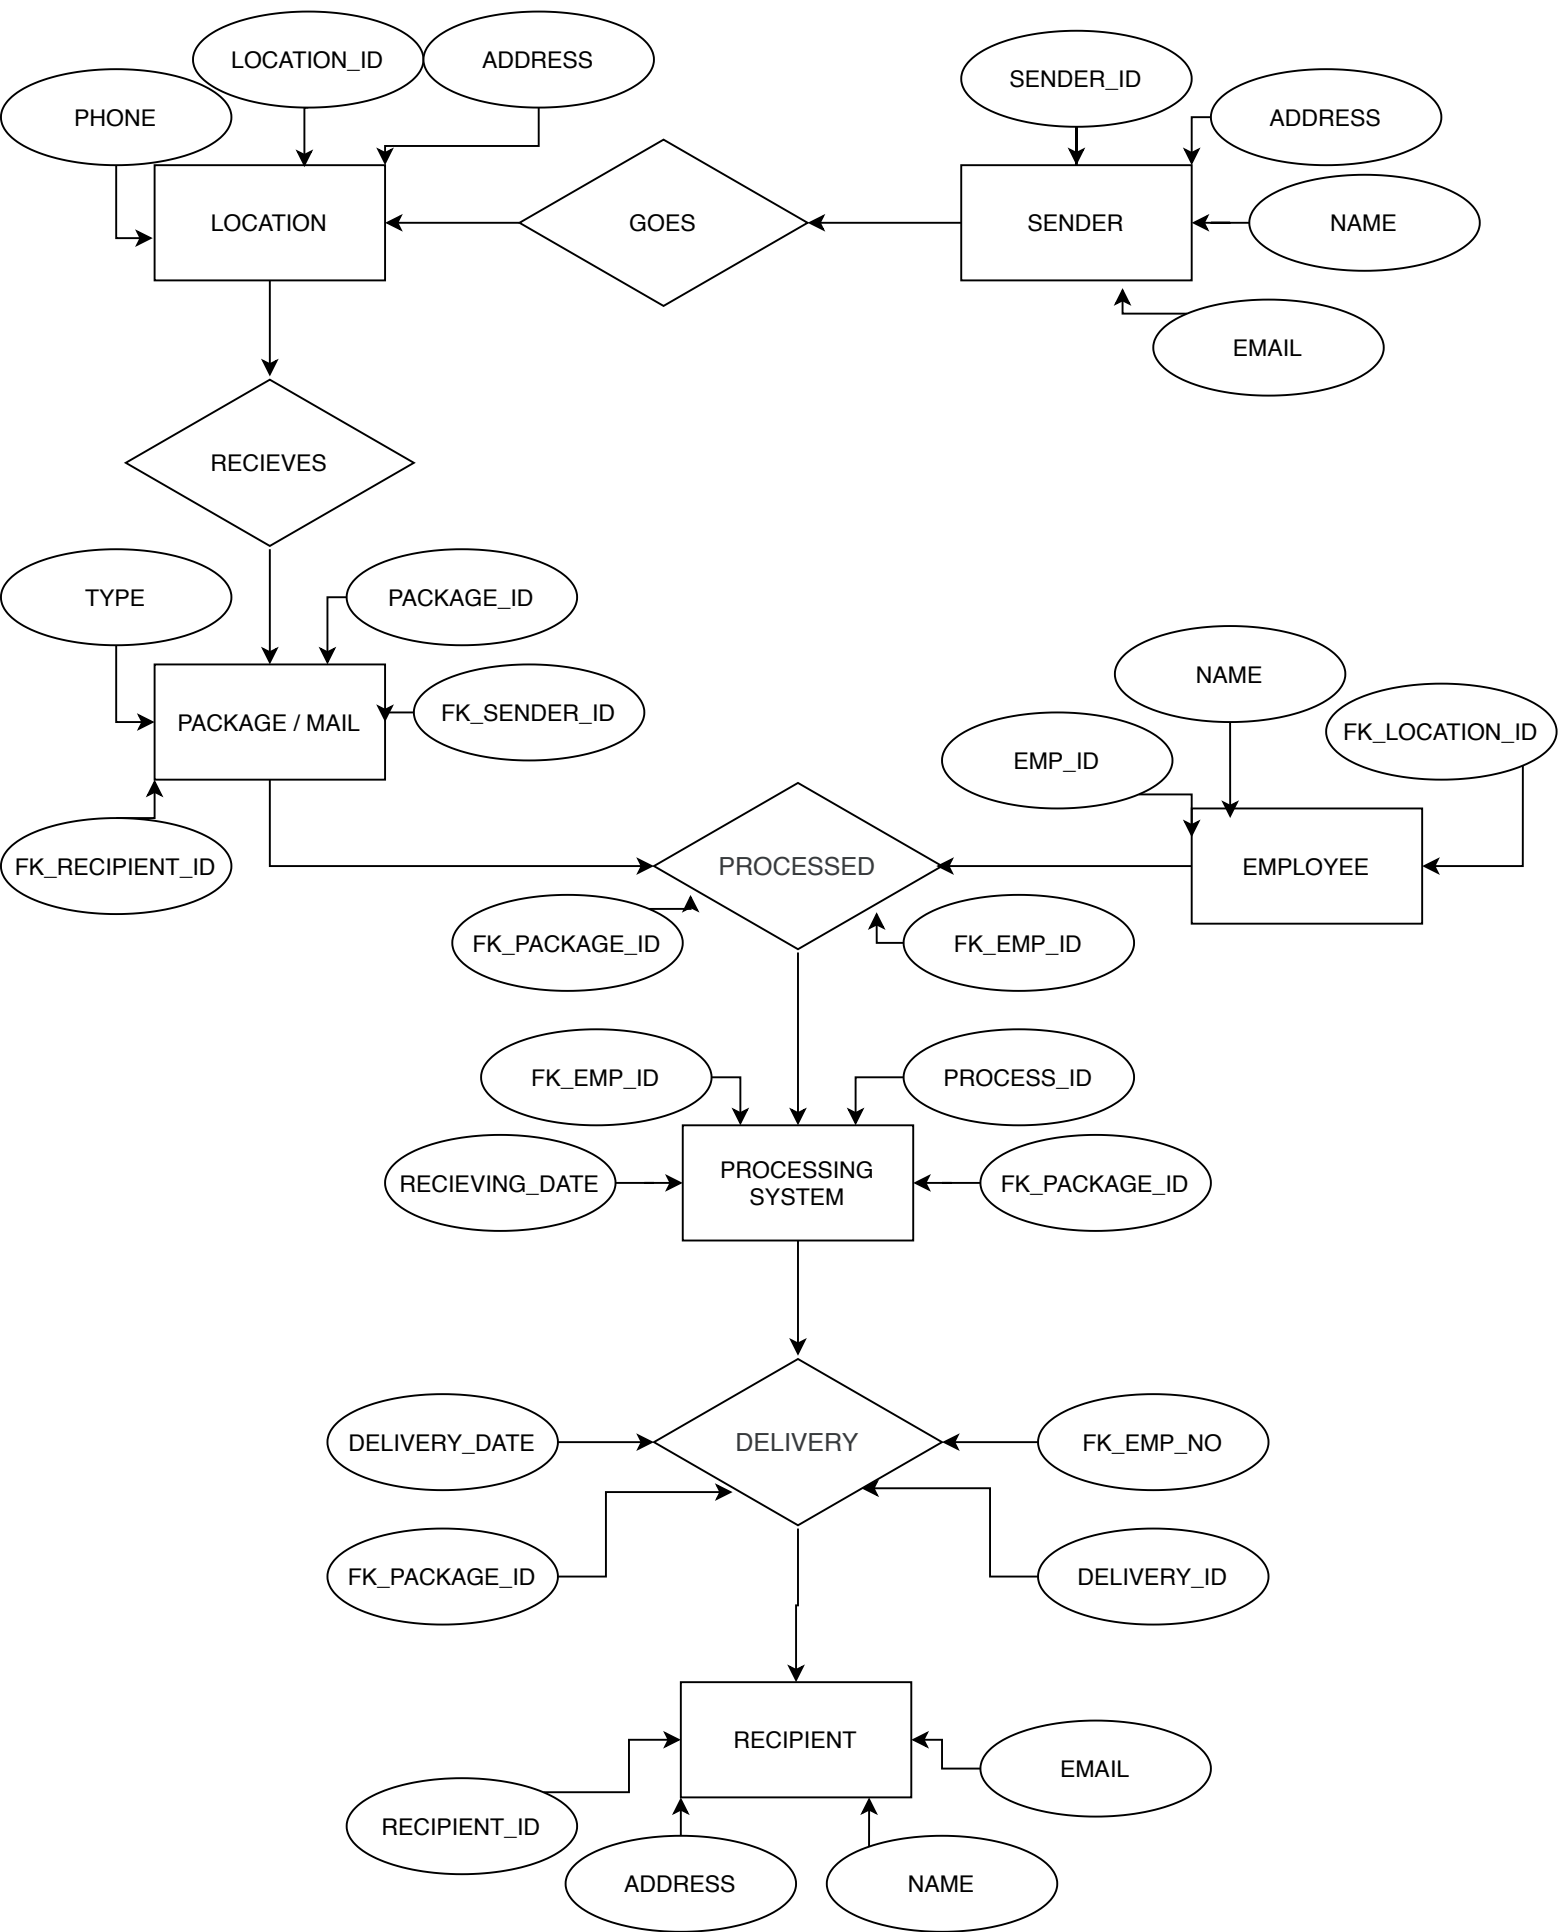 LOCATION_ID
ADDRESS
SENDER_ID
PHONE
ADDRESS
LOCATION
GOES
SENDER
NAME
EMAIL
RECIEVES
TYPE
PACKAGE_ID
NAME
FK_SENDER_ID
PACKAGE / MAIL
FK_LOCATION_ID
EMP_ID
FK_RECIPIENT_ID
PROCESSED
EMPLOYEE
FK_PACKAGE_ID
FK_EMP_ID
FK_EMP_ID
PROCESS_ID
RECIEVING_DATE
PROCESSING
SYSTEM
FK_PACKAGE_ID
DELIVERY_DATE
DELIVERY
FK_EMP_NO
FK_PACKAGE_ID
DELIVERY_ID
RECIPIENT
EMAIL
RECIPIENT_ID
ADDRESS
NAME